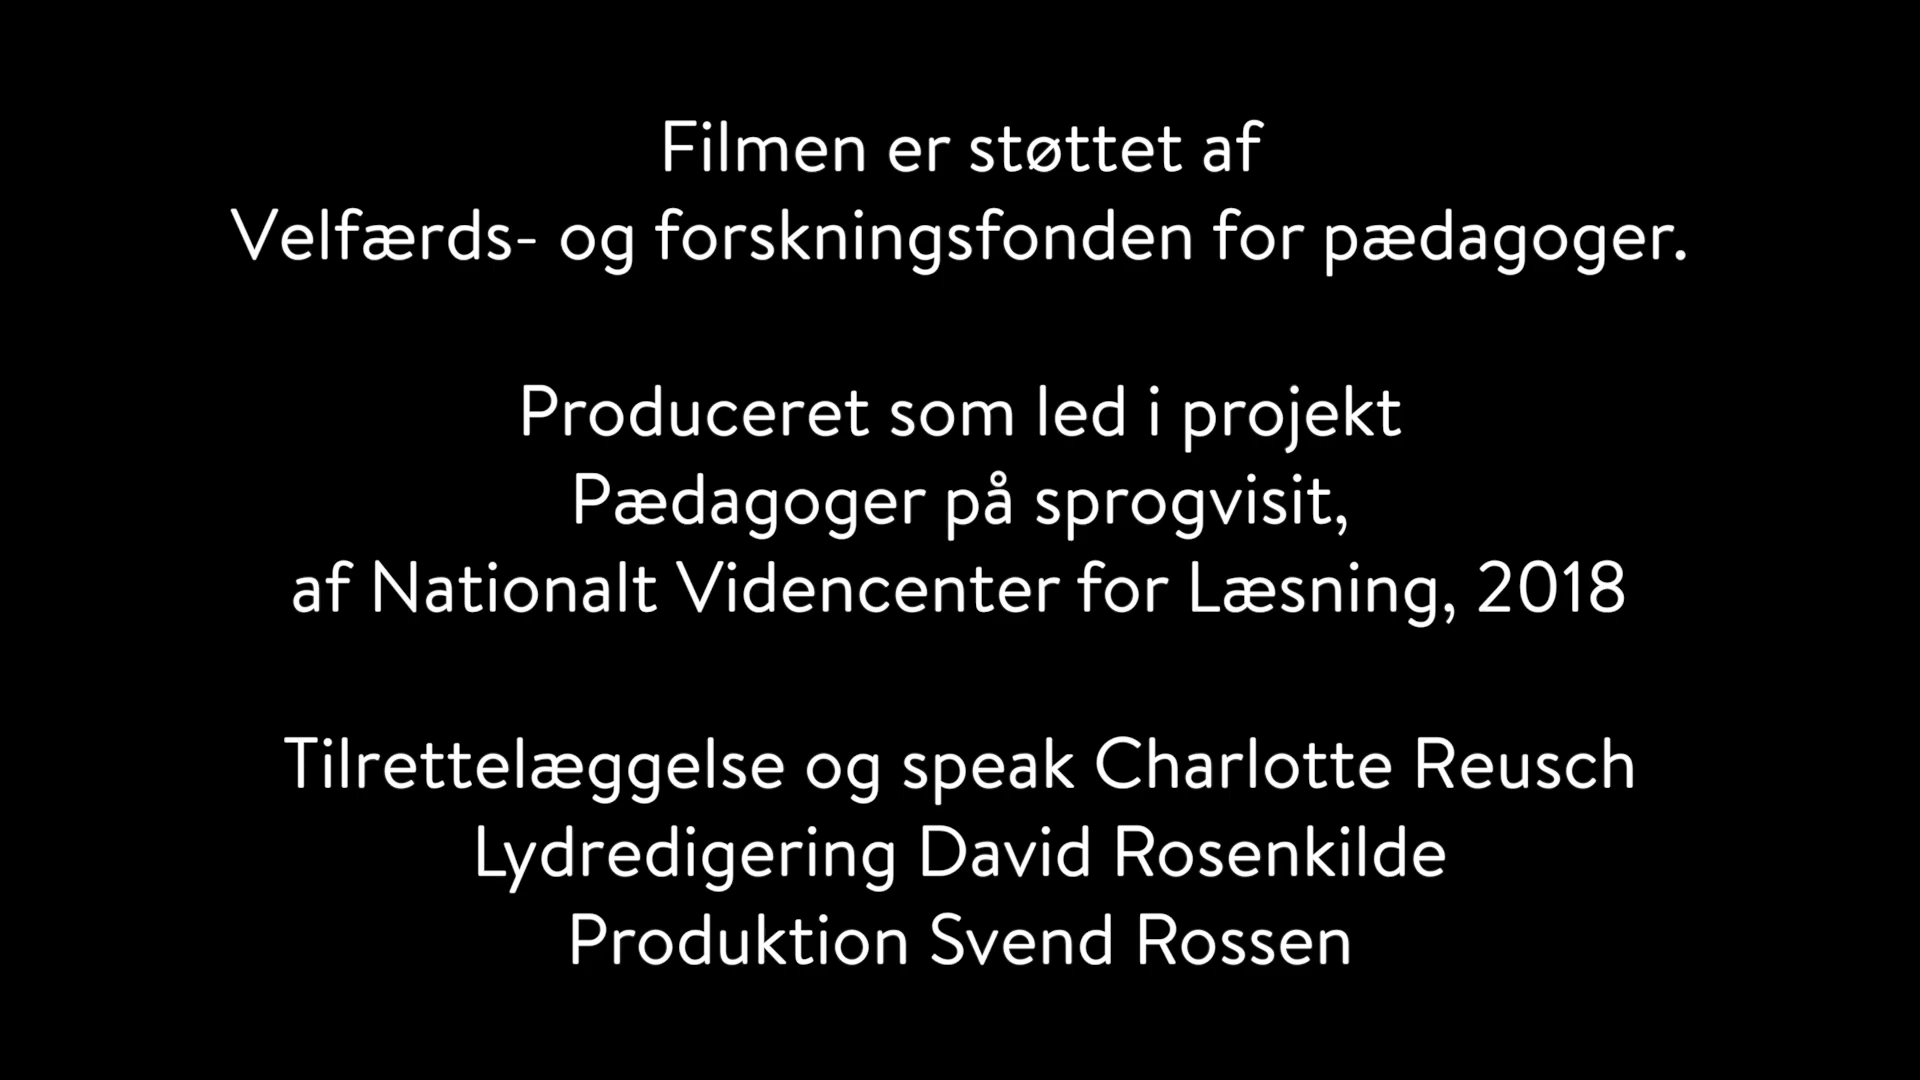 Filmen er støttet af
Velfærds- og forskningsfonden for pædagoger.
Produceret som led i projekt
Pædagoger på sprogvisit,
af Nationalt Videncenter for Læsning, 2018
Tilrettelæggelse og speak Charlotte Reusch
Lydredigering David Rosenkilde
Produktion Svend Rossen